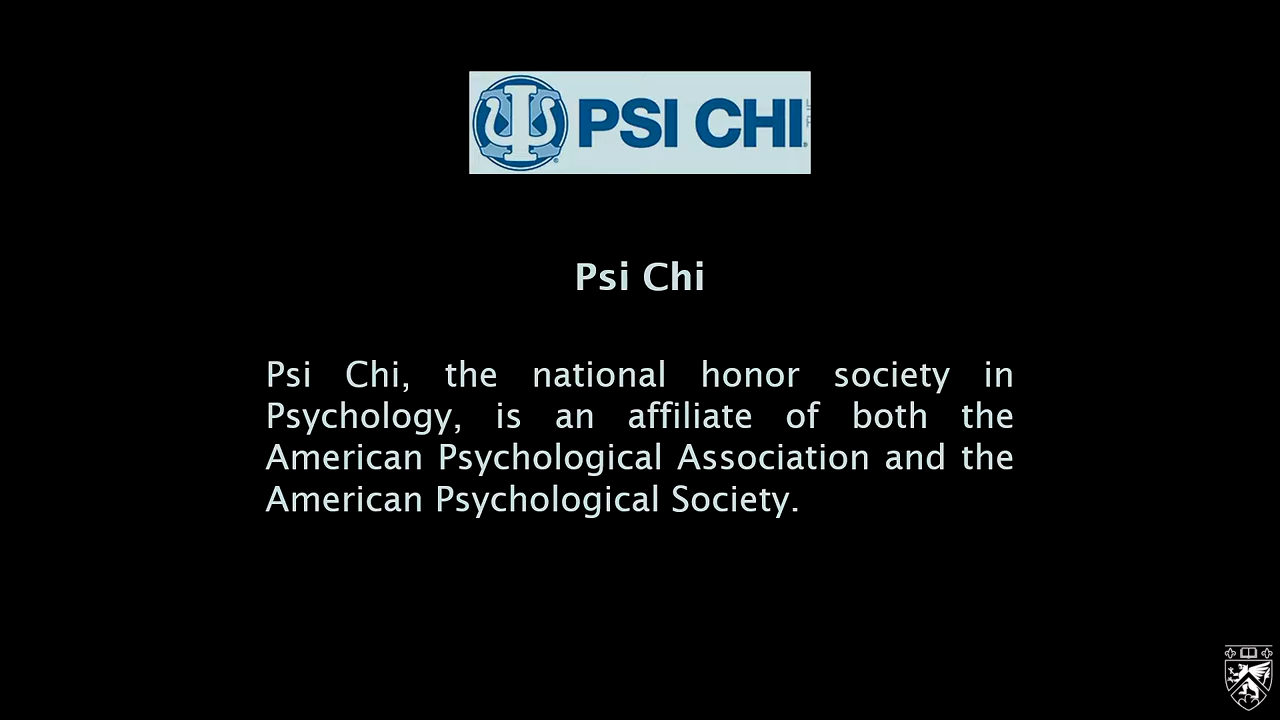 PSI CHI
Psi Chi
Psi Chi, the national honor society in
Psychology, is an affiliate of both the
American Psychological Association and the
American Psychological Society.